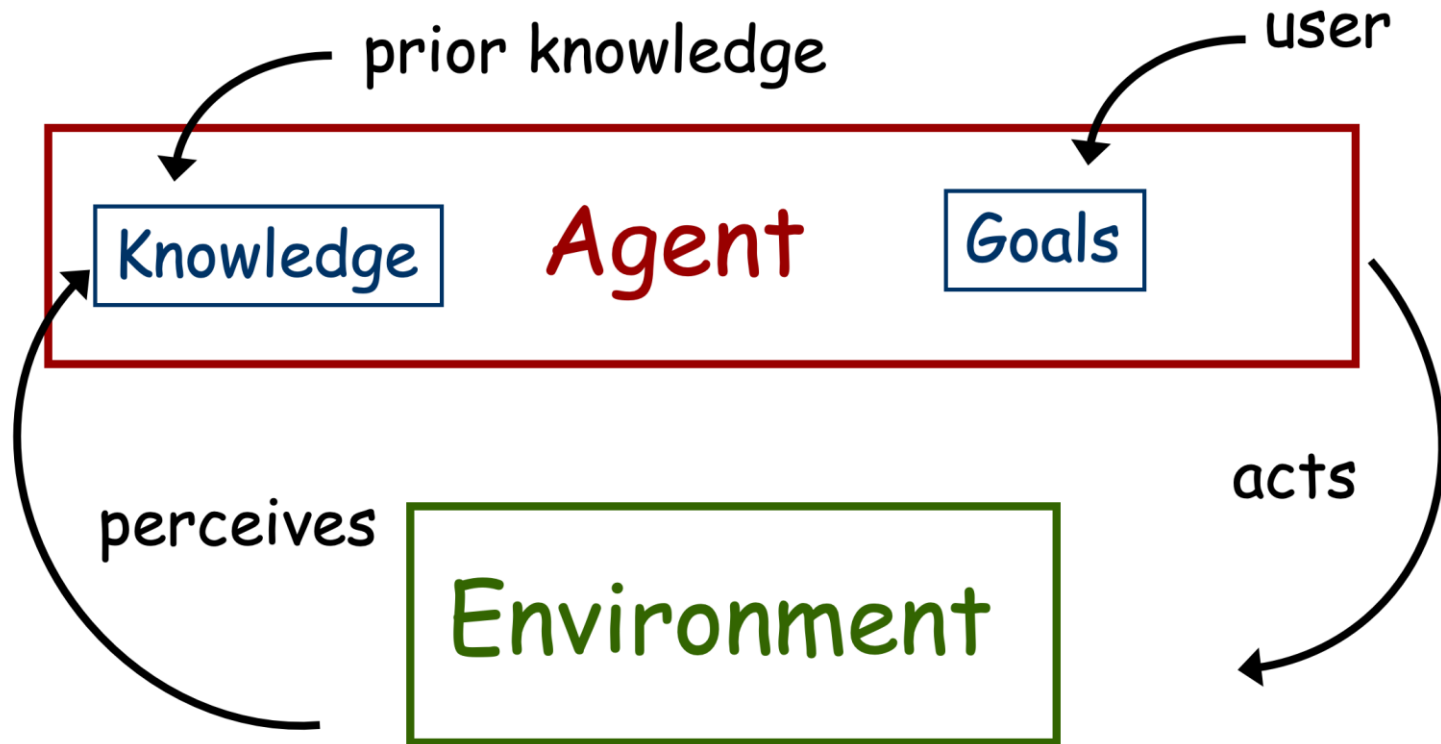 prior knowledge
user
Knowledge
Agent
Goals
perceives
acts
Environment